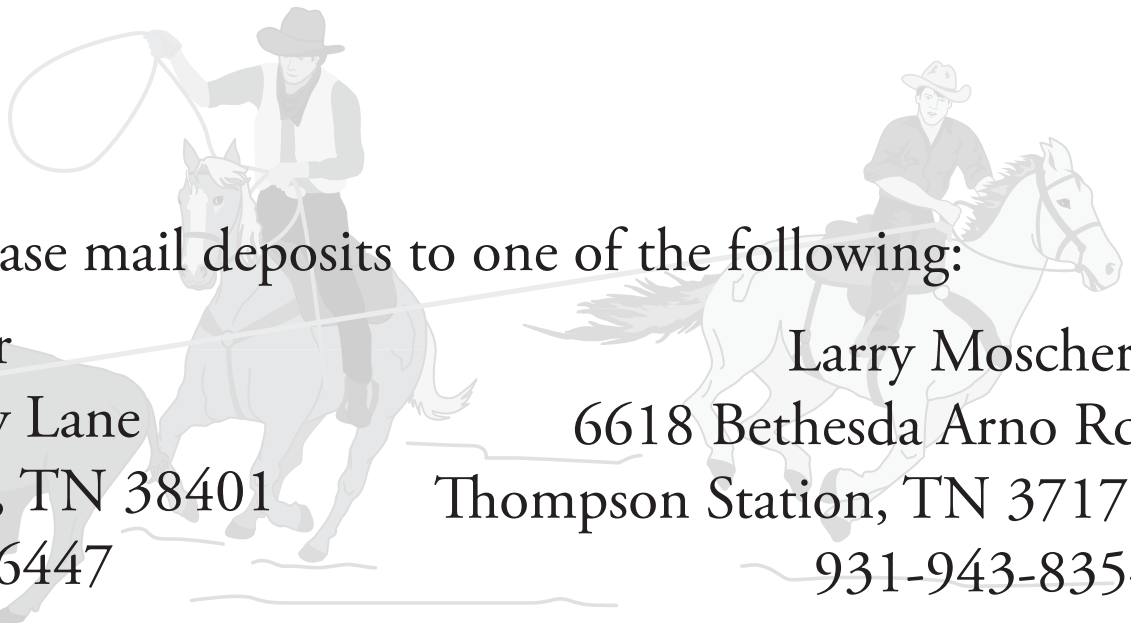 ase mail deposits to one of the following:
r
y Lane
, TN 38401
6447
Larry Moscher
6618 Bethesda Arno Ro
Thompson Station, TN 3717
931-943-835